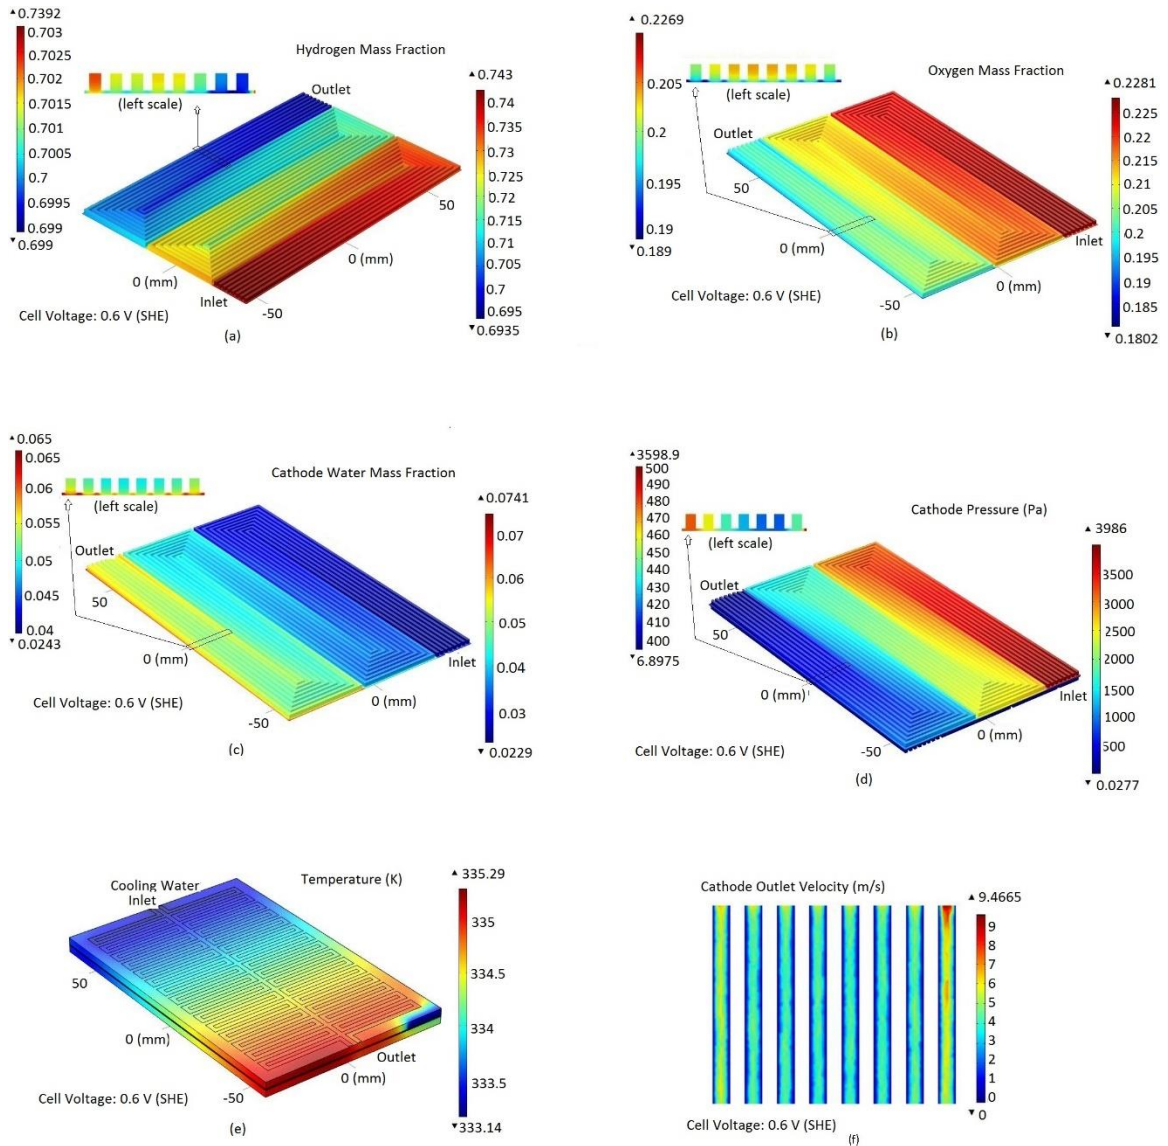 ▲ 0.7392
0.703
0.7025
0.702
0.7015
0.701
0.7005
0.7
0.6995
0.699
▼0.699
Hydrogen Mass Fraction
(left scale)
Outlet
▲ 0.743
0.74
0.735
0.73
0.725
0.72
0.715
0.71
0.705
0.7
0.695
▼0.6935
50
0 (mm)
0 (mm)
Inlet
-50
Cell Voltage: 0.6 V (SHE)
(a)
▲ 0.2269
0.205
0.2
0.195
0.19
▼0.189
Oxygen Mass Fraction
(left scale)
Outlet
▲ 0.2281
0.225
0.22
0.215
0.21
0.205
0.2
0.195
0.19
0.185
▼ 0.1802
50
0 (mm)
Inlet
0 (mm)
-50
Cell Voltage: 0.6 V (SHE)
(b)
▲ 0.065
0.065
0.06
0.055
0.05
0.045
0.04
▼0.0243
Cathode Water Mass Fraction
(left scale)
Outlet
▲ 0.0741
0.07
0.06
0.05
0.04
0.03
▼ 0.0229
50
0 (mm)
Inlet
0 (mm)
-50
Cell Voltage: 0.6 V (SHE)
(c)
▲3598.9
500
490
480
470
460
450
430
420
410
400
▼6.8975
Cathode Pressure (Pa)
(left scale)
Outlet
▲ 3986
3500
3000
2500
2000
1500
1000
500
▼ 0.0277
50
0 (mm)
Inlet
0 (mm)
-50
Cell Voltage: 0.6 V (SHE)
(d)
Cooling Water
Inlet
Temperature (K)
▲ 335.29
335
334.5
334
333.5
▼333.14
50
0 (mm)
Outlet
0 (mm)
-50
Cell Voltage: 0.6 V (SHE)
(e)
Cathode Outlet Velocity (m/s)
▲ 9.4665
9
8
7
6
5
4
3
2
1
0
▼ 0
Cell Voltage: 0.6 V (SHE)
(f)